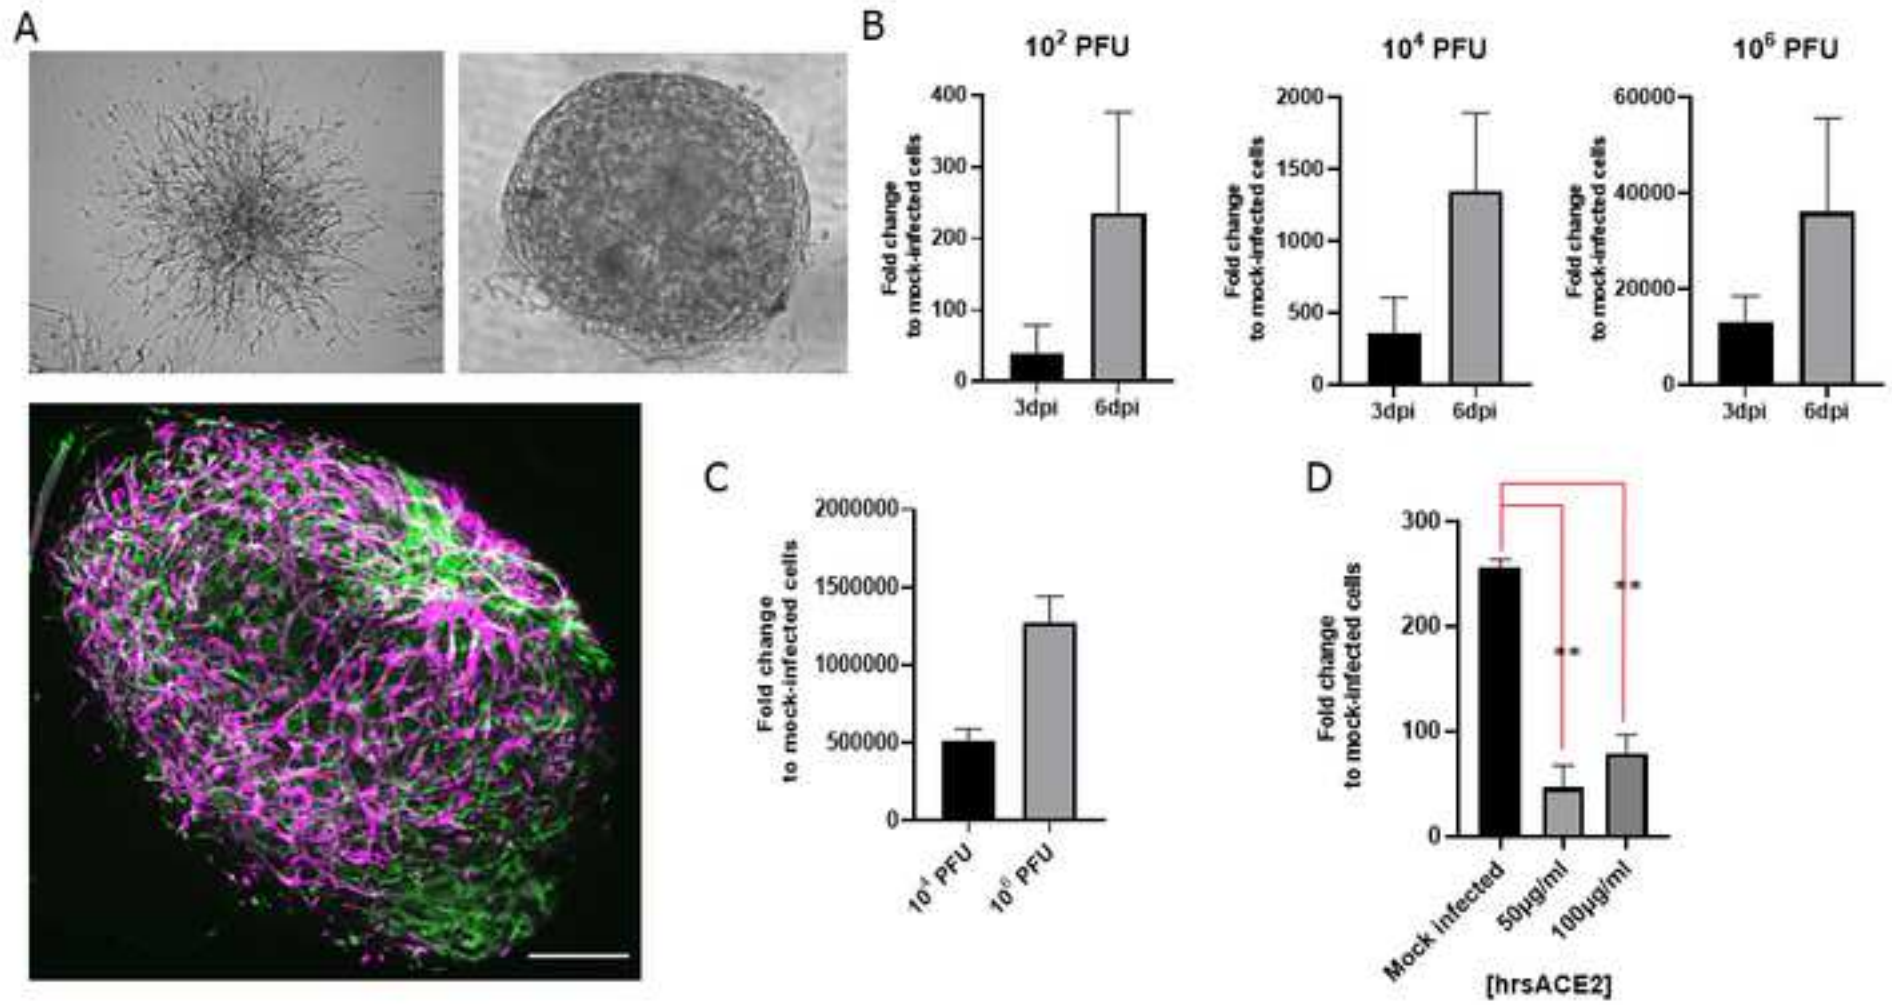 A
B
10² PFU
10⁴ PFU
10⁶ PFU
Fold change
to mock-infected cells
400
300
200
100
0
3dpi
6dpi
Fold change
to mock-infected cells
2000
1500
1000
500
0
3dpi
6dpi
Fold change
to mock-infected cells
60000
40000
20000
0
3dpi
6dpi
C
Fold change
to mock-infected cells
2000000
1500000
1000000
500000
0
10⁴ PFU
10⁶ PFU
D
Fold change
to mock-infected cells
300
200
100
0
**
**
Mock infected
50µg/ml
100µg/ml
[hrsACE2]